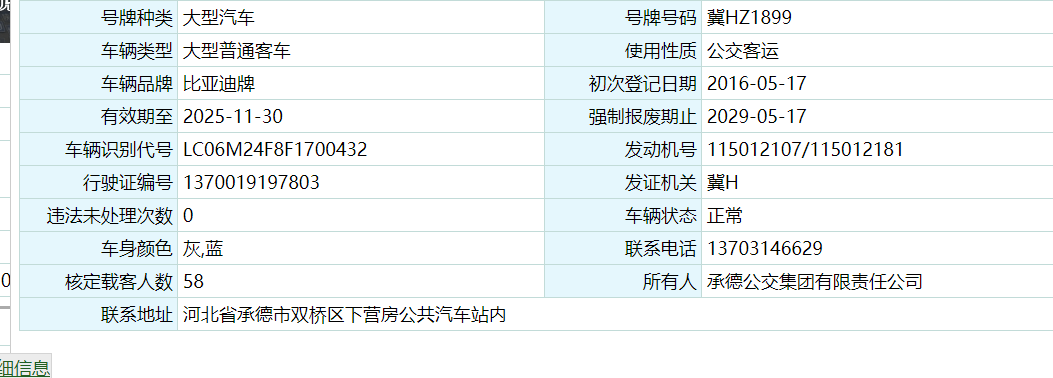 号牌种类 大型汽车 号牌号码 冀HZ1899
车辆类型 大型普通客车 使用性质 公交客运
车辆品牌 比亚迪牌 初次登记日期 2016-05-17
有效期至 2025-11-30 强制报废期止 2029-05-17
车辆识别代号 LC06M24F8F1700432 发动机号 115012107/115012181
行驶证编号 1370019197803 发证机关 冀H
违法未处理次数 0 车辆状态 正常
车身颜色 灰,蓝 联系电话 13703146629
0 核定载客人数 58 所有人 承德公交集团有限责任公司
联系地址 河北省承德市双桥区下营房公共汽车站内
细信息